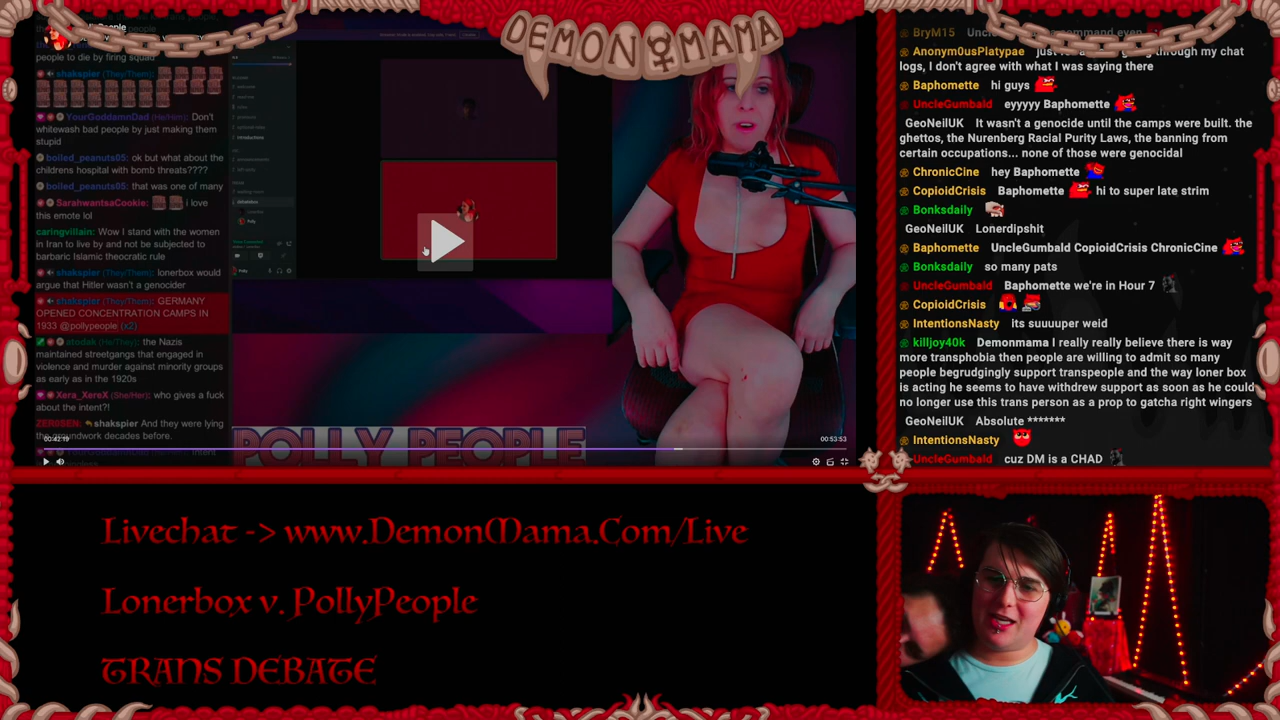 DEMON MAMA
people to die by firing squad
shakspier (They/Them):
YourGoddamnDad (He/Him): Don't
whitewash bad people by just making them
stupid
boiled_peanuts05: ok but what about the
childrens hospital with bomb threats????
boiled_peanuts05: that was one of many
SarahwantsaCookie: i love
this emote lol
caringvillain: Wow I stand with the women
in Iran to live by and not be subjected to
barbaric Islamic theocratic rule
shakspier (They/Them): lonerbox would
argue that Hitler wasn't a genocider
shakspier (They/Them): GERMANY
OPENED CONCENTRATION CAMPS IN
1933 @pollypeople (x2)
atodak (He/They): the Nazis
maintained streetgangs that engaged in
violence and murder against minority groups
as early as in the 1920s
Xera_XereX (She/Her): who gives a fuck
about the intent?!
ZER0SEN: shakspier And they were lying
the groundwork decades before.
00:42:19
00:53:53
Polly
POLLY PEOPLE
BryM15 Uncl
command even
Anonym0usPlatypae just
going through my chat
logs, I don't agree with what I was saying there
Baphomette hi guys
UncleGumbald eyyyyy Baphomette
GeoNeilUK It wasn't a genocide until the camps were built. the
ghettos, the Nurenberg Racial Purity Laws, the banning from
certain occupations... none of those were genocidal
ChronicCine hey Baphomette
CopioidCrisis Baphomette hi to super late strim
Bonksdaily
GeoNeilUK Lonerdipshit
Baphomette UncleGumbald CopioidCrisis ChronicCine
Bonksdaily so many pats
UncleGumbald Baphomette we're in Hour 7
CopioidCrisis
IntentionsNasty its suuuuper weid
killjoy40k Demonmama I really really believe there is way
more transphobia then people are willing to admit so many
people begrudgingly support transpeople and the way loner box
is acting he seems to have withdrew support as soon as he could
no longer use this trans person as a prop to gatcha right wingers
GeoNeilUK Absolute *******
IntentionsNasty
UncleGumbald cuz DM is a CHAD
Livechat -> www.DemonMama.Com/Live
Lonerbox v. PollyPeople
TRANS DEBATE